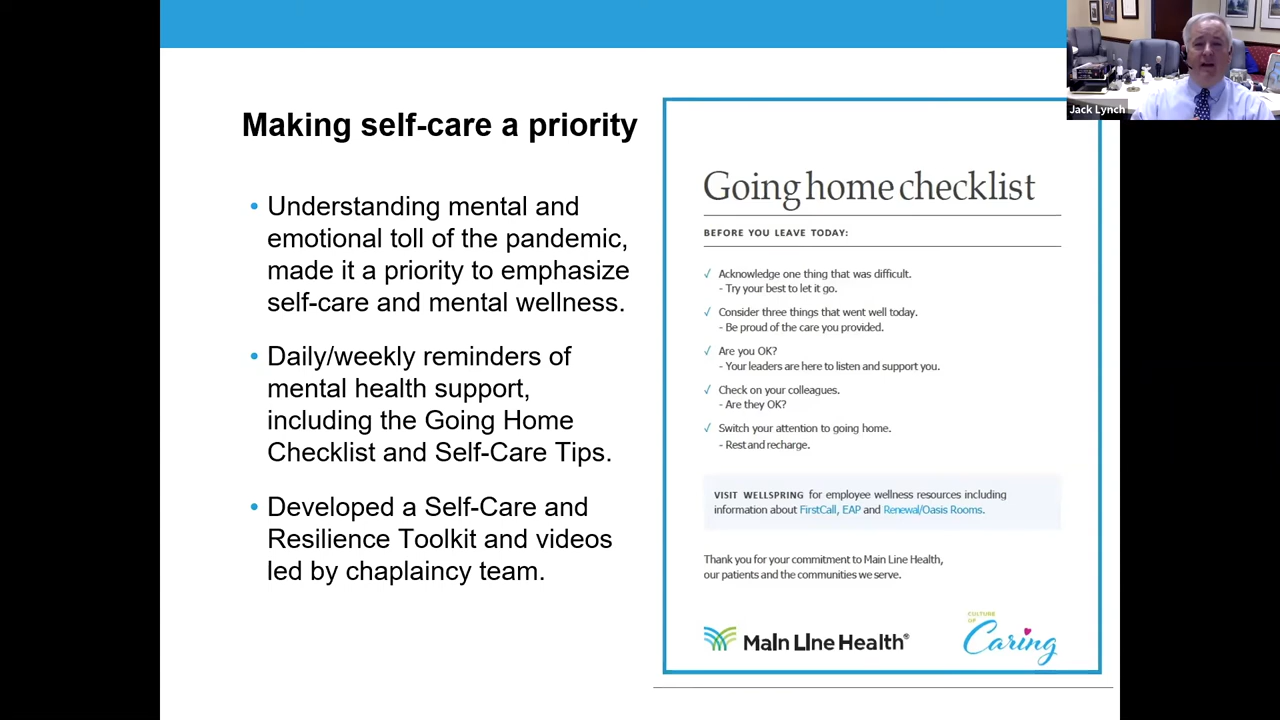 Jack Lynch
Making self-care a priority
• Understanding mental and
emotional toll of the pandemic,
made it a priority to emphasize
self-care and mental wellness.
• Daily/weekly reminders of
mental health support,
including the Going Home
Checklist and Self-Care Tips.
• Developed a Self-Care and
Resilience Toolkit and videos
led by chaplaincy team.
Going home checklist
BEFORE YOU LEAVE TODAY:
✓ Acknowledge one thing that was difficult.
- Try your best to let it go.
✓ Consider three things that went well today.
- Be proud of the care you provided.
✓ Are you OK?
- Your leaders are here to listen and support you.
✓ Check on your colleagues.
- Are they OK?
✓ Switch your attention to going home.
- Rest and recharge.
VISIT WELLSPRING for employee wellness resources including
information about FirstCall, EAP and Renewal/Oasis Rooms.
Thank you for your commitment to Main Line Health,
our patients and the communities we serve.
Main Line Health®
CULTURE
OF
Caring